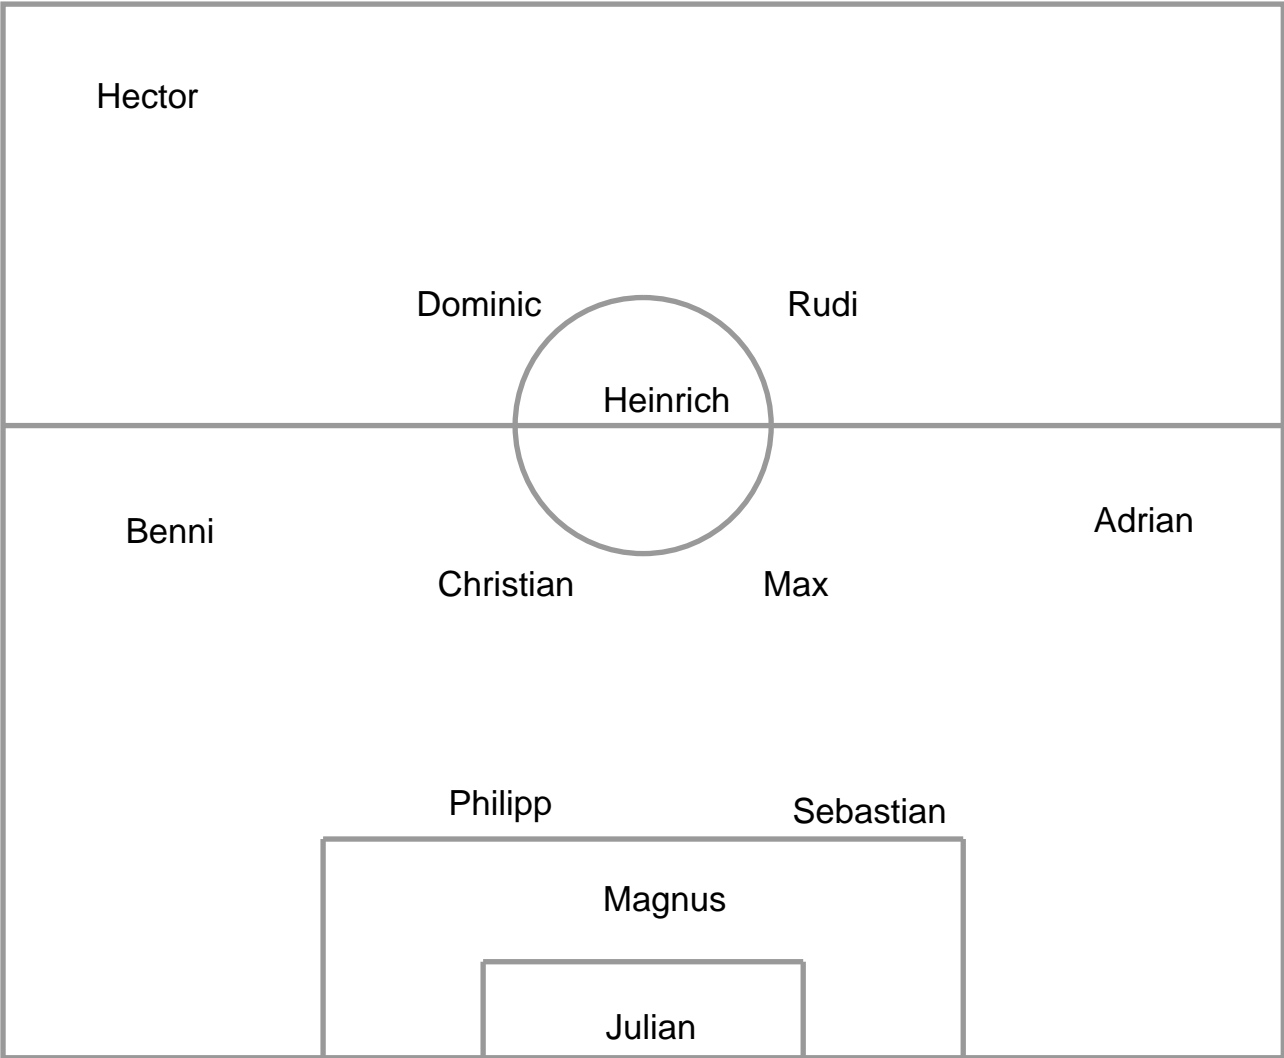 Hector
Dominic
Rudi
Heinrich
Benni
Adrian
Christian
Max
Philipp
Sebastian
Magnus
Julian